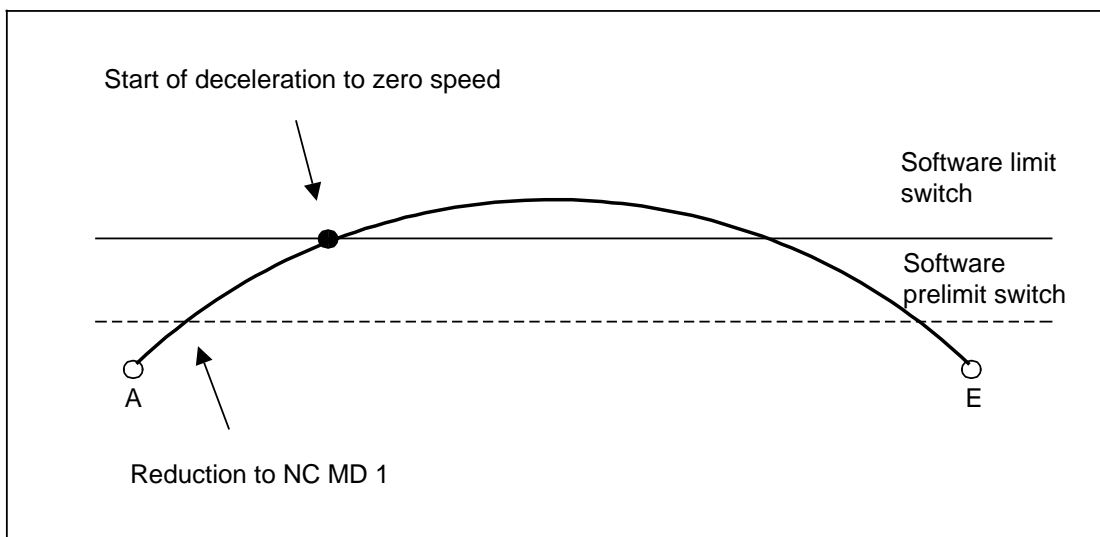 Start of deceleration to zero speed
Software limit
switch
Software
prelimit switch
A
E
Reduction to NC MD 1